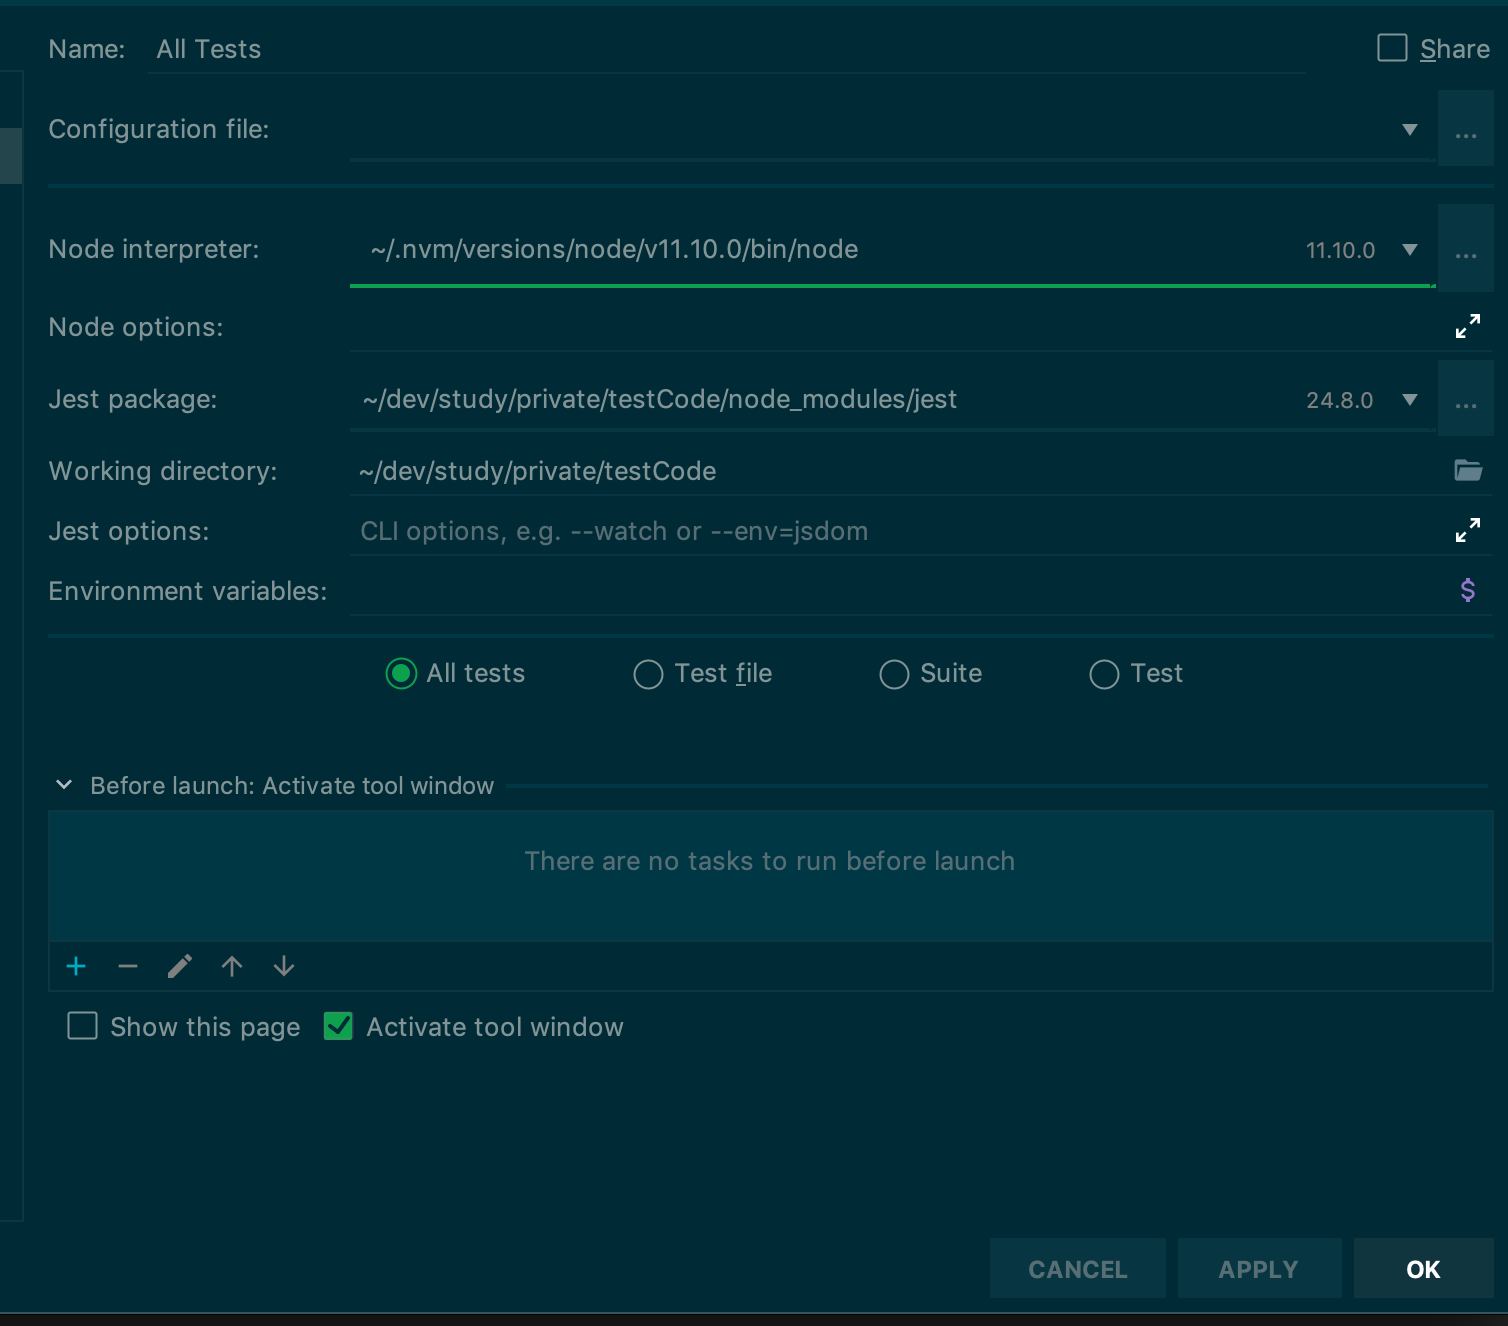 Name: All Tests Share
Configuration file: ...
Node interpreter: ~/.nvm/versions/node/v11.10.0/bin/node 11.10.0 ...
Node options:
Jest package: ~/dev/study/private/testCode/node_modules/jest 24.8.0 ...
Working directory: ~/dev/study/private/testCode
Jest options: CLI options, e.g. --watch or --env=jsdom
Environment variables: $
All tests Test file Suite Test
Before launch: Activate tool window
There are no tasks to run before launch
Show this page Activate tool window
CANCEL APPLY OK